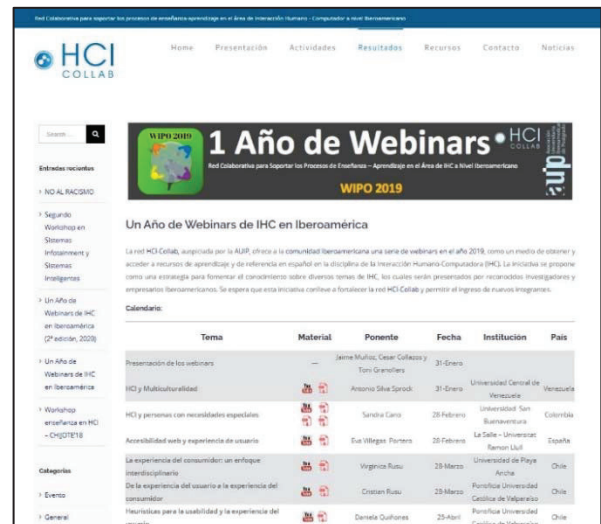 Red Colaborativa para soportar los procesos de enseñanza-aprendizaje en el área de Interacción Humano - Computador a nivel Iberoamericano
HCI
COLLAB
Home Presentación Actividades Resultados Recursos Contacto Noticias
Search
WIPO 2019
1 Año de Webinars
HCI
COLLAB
Red Colaborativa para Soportar los Procesos de Enseñanza – Aprendizaje en el Área de HCI a Nivel Iberoamericano
WIPO 2019
auip
Entradas recientes
NO AL RACISMO
Segundo
Workshop en
Sistemas
Infotainment y
Sistemas
Inteligentes
Un Año de
Webinars de IHC
en Iberoamérica
(2ª edición, 2020)
Un Año de
Webinars de IHC
en Iberoamérica
Workshop
enseñanza en HCI
– CHIJOTE'18
Categorías
Evento
General
Un Año de Webinars de IHC en Iberoamérica
La red HCI-Collab, auspiciada por la AUIP, ofrece a la comunidad Iberoamericana una serie de webinars en el año 2019, como un medio de obtener y
acceder a recursos de aprendizaje y de referencia en español en la disciplina de la Interacción Humano-Computadora (IHC). La iniciativa se propone
como una estrategia para fomentar el conocimiento sobre diversos temas de IHC, los cuales serán presentados por reconocidos investigadores y
empresarios Iberoamericanos. Se espera que esta iniciativa conlleve a fortalecer la red HCI-Collab y permitir el ingreso de nuevos integrantes.
Calendario:
Tema Material Ponente Fecha Institución País
Presentación de los webinars — Jaime Muñoz, Cesar Collazos y Toni Granollers 31-Enero
HCI y Multiculturalidad Antonio Silva Sprock 31-Enero Universidad Central de Venezuela Venezuela
HCI y personas con necesidades especiales Sandra Cano 28-Febrero Universidad San Buenaventura Colombia
Accesibilidad web y experiencia de usuario Eva Villegas Portero 28-Febrero La Salle – Universitat Ramon Llull España
La experiencia del consumidor: un enfoque interdisciplinario Virginica Rusu 28-Marzo Universidad de Playa Ancha Chile
De la experiencia del usuario a la experiencia del consumidor Cristian Rusu 28-Marzo Pontificia Universidad Católica de Valparaíso Chile
Heurísticas para la usabilidad y la experiencia del Daniela Quiñones 25-Abril Pontificia Universidad Chile